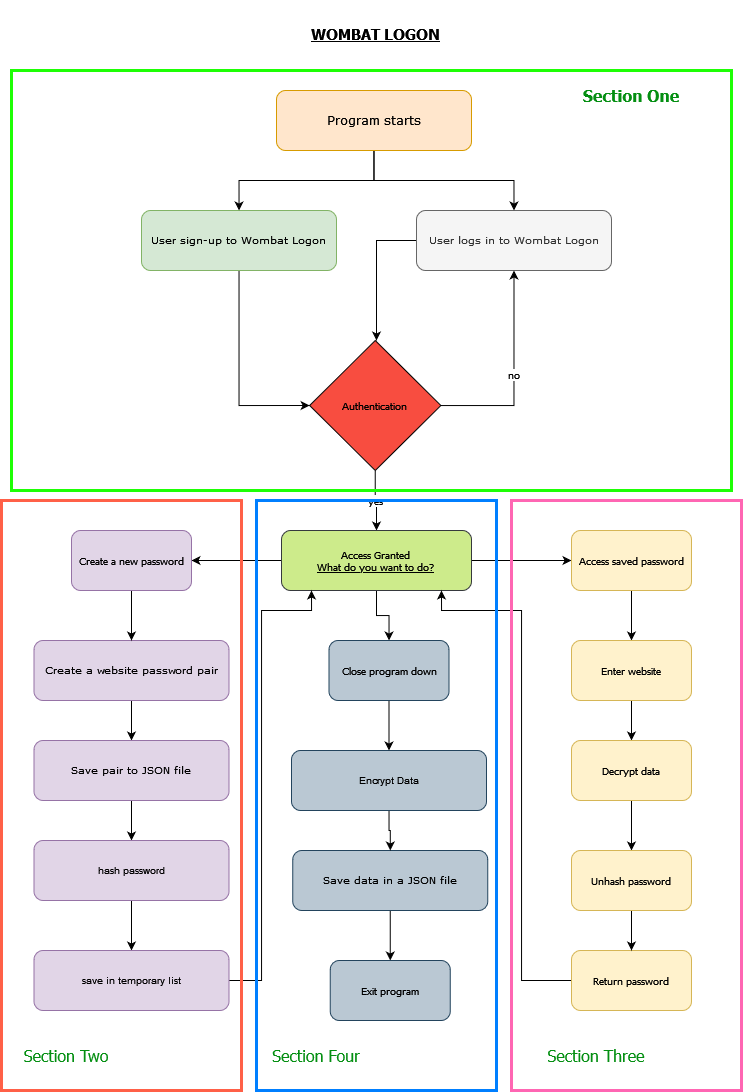 WOMBAT LOGON
Section One
Program starts
User sign-up to Wombat Logon
User logs in to Wombat Logon
no
Authentication
yes
Create a new password
Access Granted
What do you want to do?
Access saved password
Create a website password pair
Close program down
Enter website
Save pair to JSON file
Encrypt Data
Decrypt data
hash password
Save data in a JSON file
Unhash password
save in temporary list
Exit program
Return password
Section Two
Section Four
Section Three